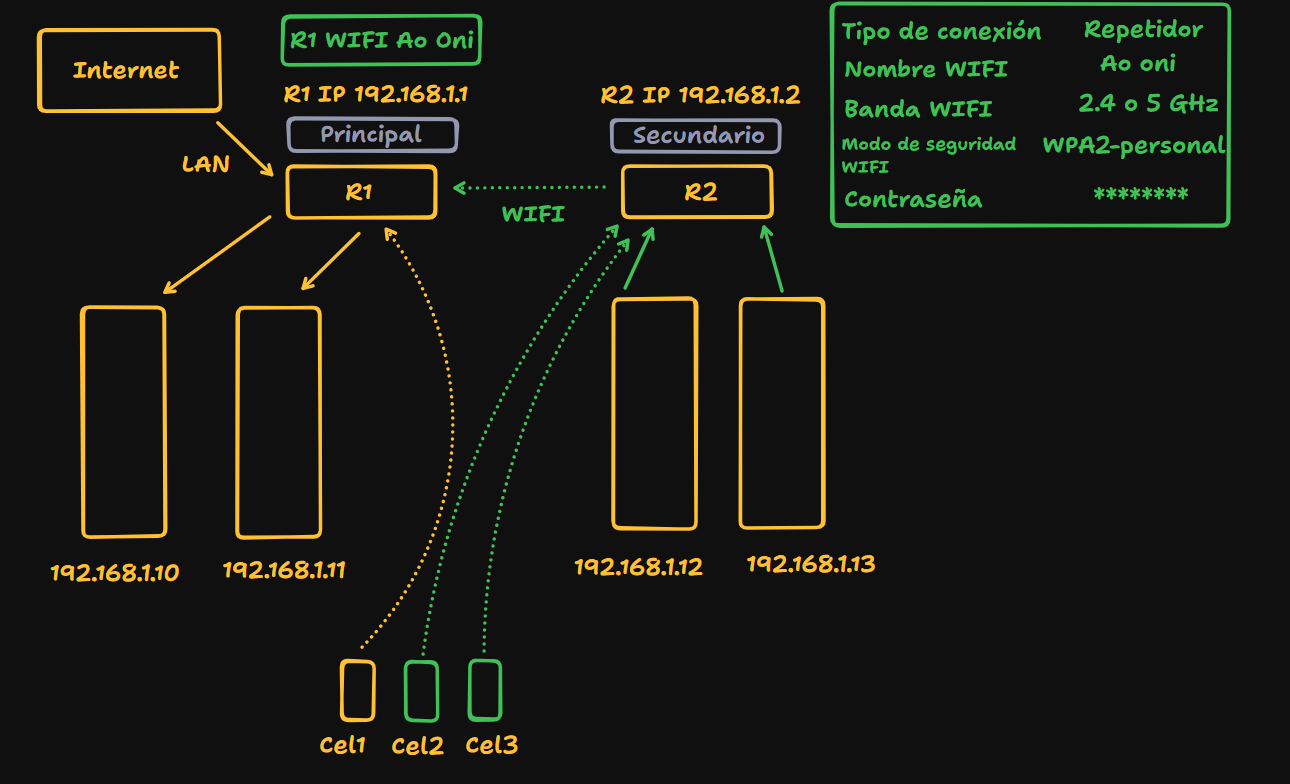 Internet
R1 WIFI Ao Oni
R1 IP 192.168.1.1
Principal
LAN
R1
WIFI
R2 IP 192.168.1.2
Secundario
R2
Tipo de conexión Repetidor
Nombre WIFI Ao oni
Banda WIFI 2.4 o 5 GHz
Modo de seguridad WPA2-personal
WIFI
Contraseña ********
192.168.1.10
192.168.1.11
192.168.1.12
192.168.1.13
Cel1
Cel2
Cel3